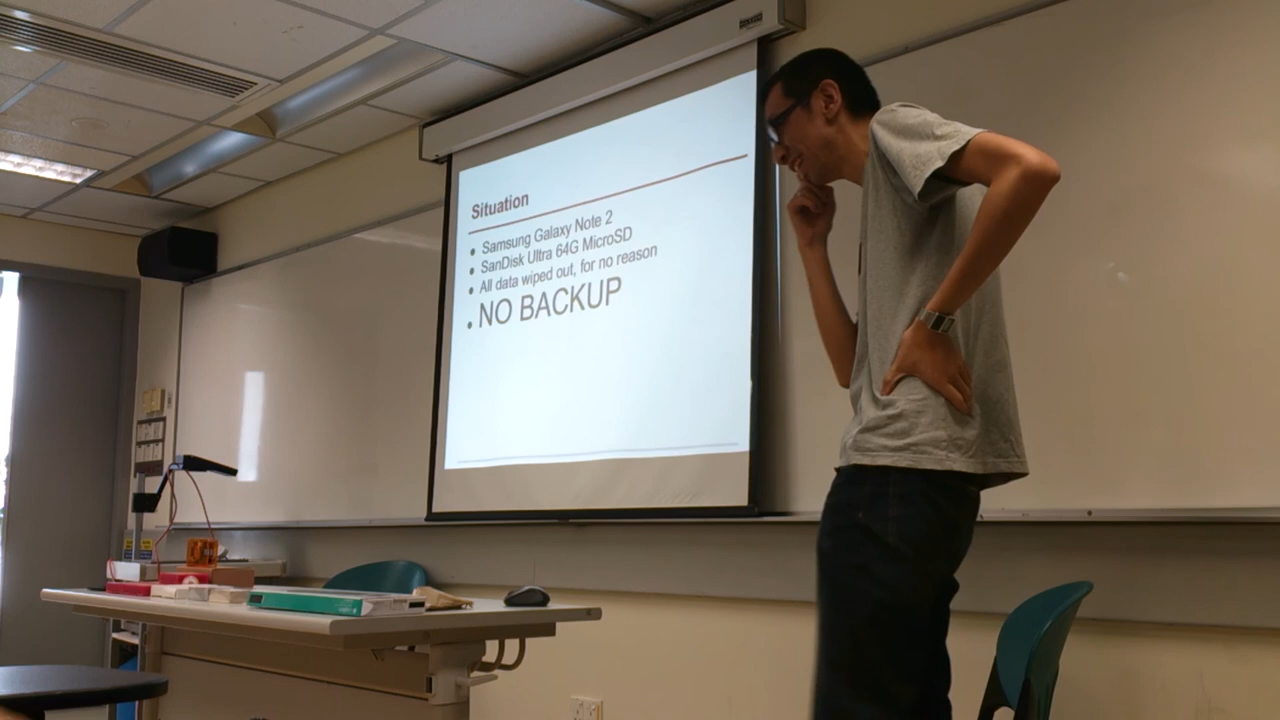 Situation
Samsung Galaxy Note 2
SanDisk Ultra 64G MicroSD
All data wiped out, for no reason
NO BACKUP